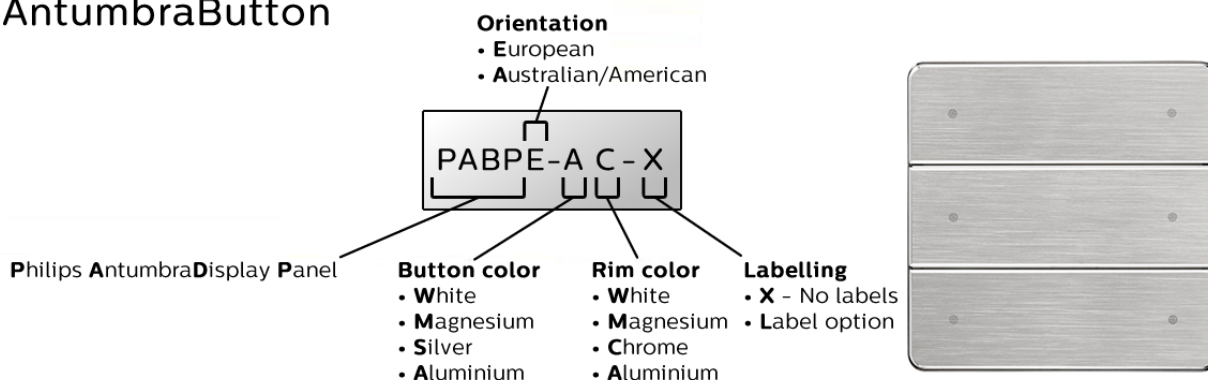 AntumbraButton
Orientation
• European
• Australian/American
PABPE-A C-X
Philips AntumbraDisplay Panel
Button color
• White
• Magnesium
• Silver
• Aluminium
Rim color
• White
• Magnesium
• Chrome
• Aluminium
Labelling
• X - No labels
• Label option